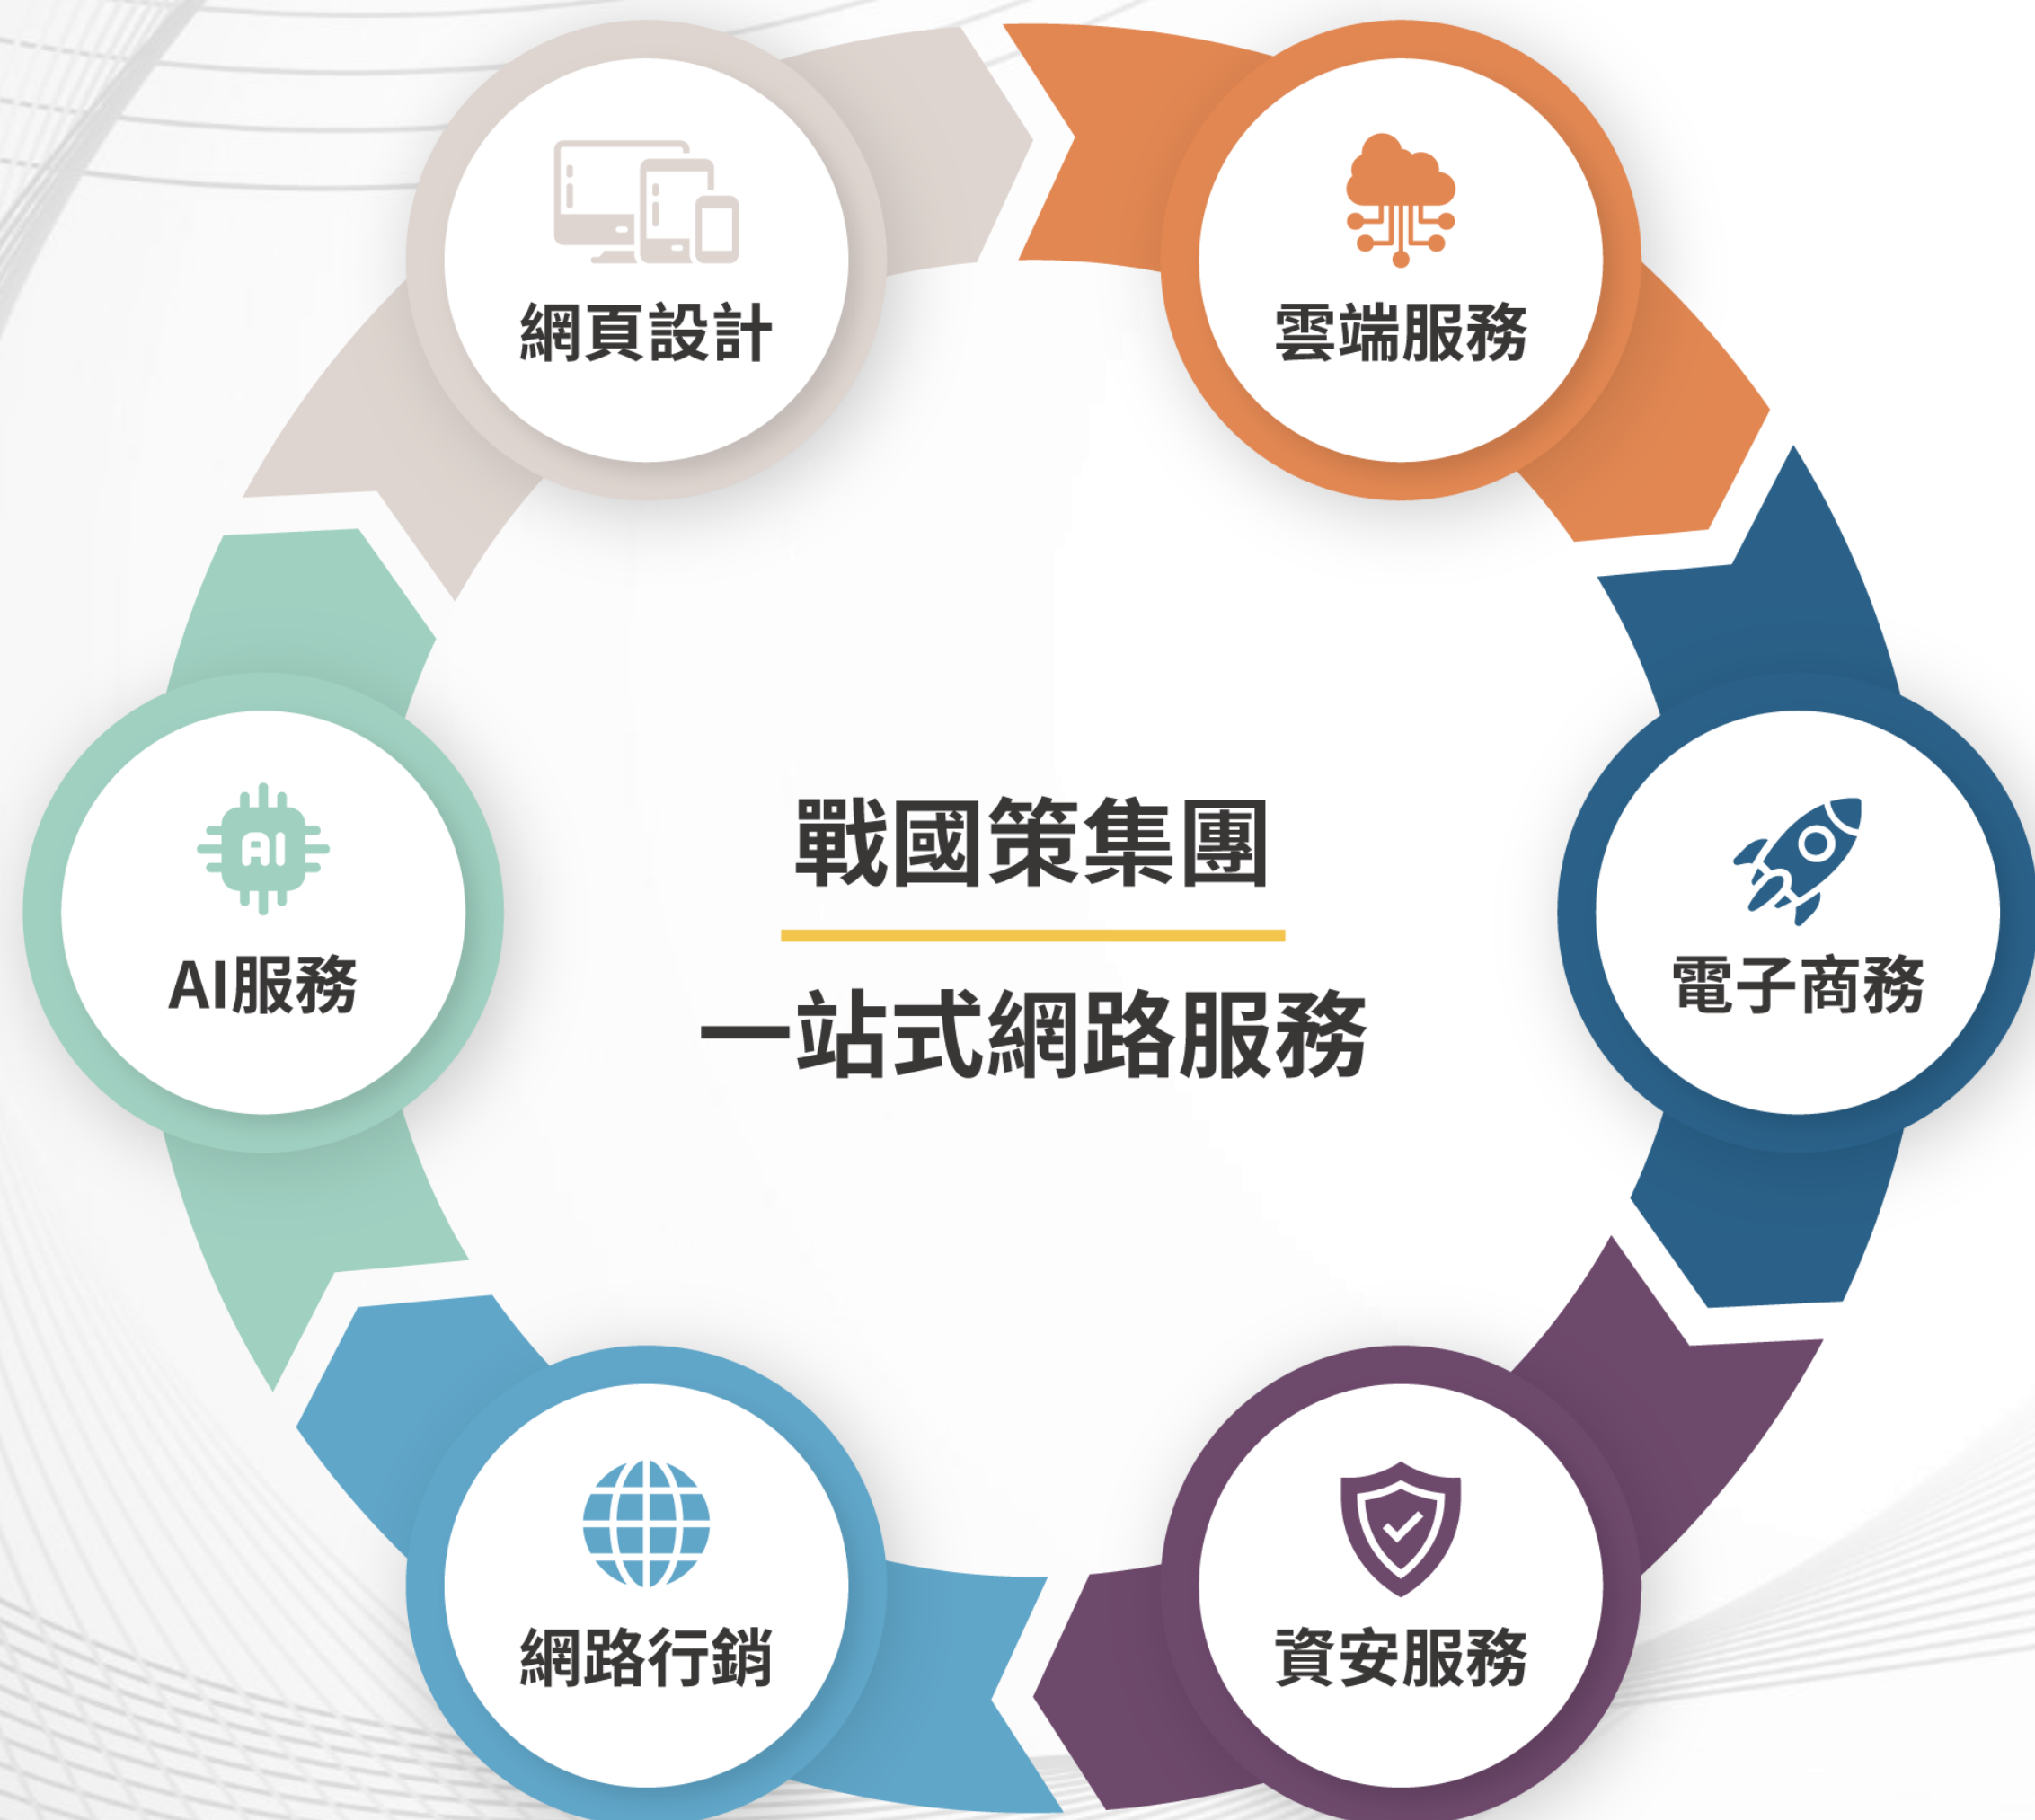 網頁設計
雲端服務
AI
AI服務
戰國策集團
一站式網路服務
電子商務
網路行銷
資安服務